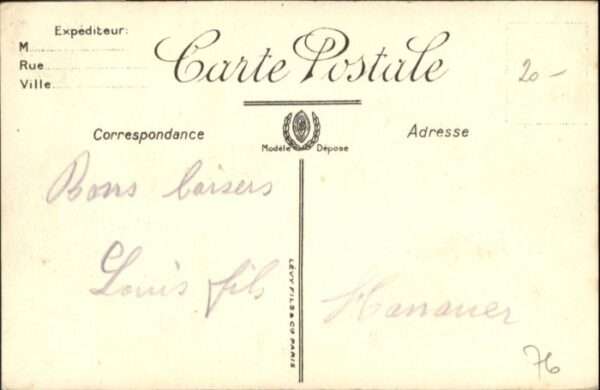 Expéditeur:
M
Rue
Ville
Carte Postale
20-
Correspondance
Modèle Déposé
Adresse
Bons baisers
Louis fils
LÉVY FILS & Cº PARIS
Hanauer
76